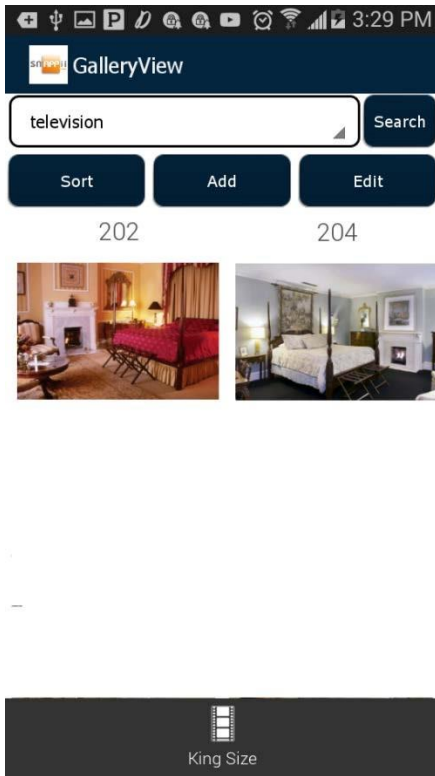 3:29 PM
GalleryView
television
Search
Sort Add Edit
202 204
King Size